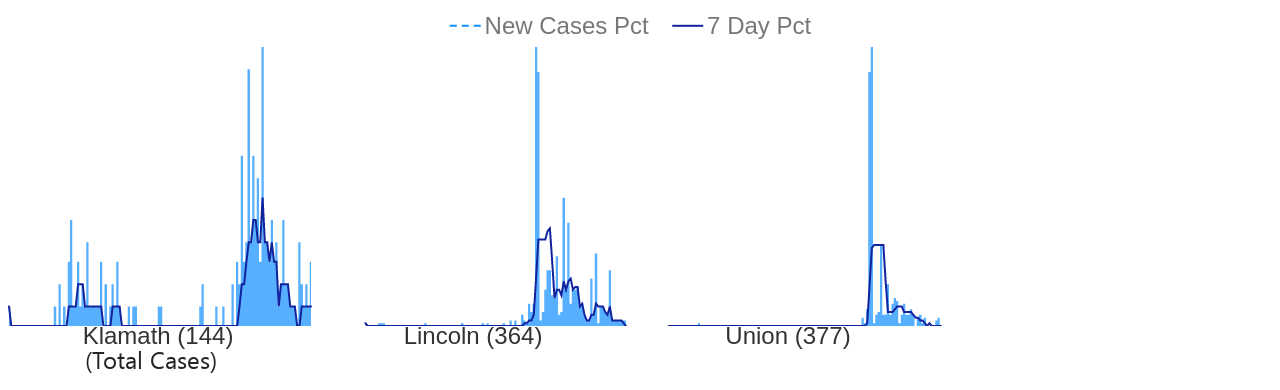 New Cases Pct 7 Day Pct
Klamath (144) Lincoln (364) Union (377)
(Total Cases)